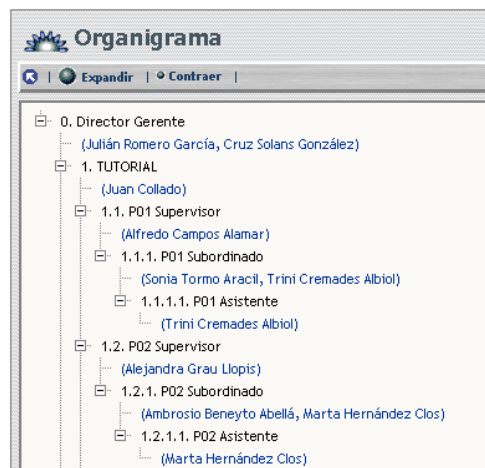 Organigrama
| Expandir | Contraer |
0. Director Gerente
(Julián Romero García, Cruz Solans González)
1. TUTORIAL
(Juan Collado)
1.1. P01 Supervisor
(Alfredo Campos Alamar)
1.1.1. P01 Subordinado
(Sonia Tormo Aracil, Trini Cremades Albiol)
1.1.1.1. P01 Asistente
(Trini Cremades Albiol)
1.2. P02 Supervisor
(Alejandra Grau Llopis)
1.2.1. P02 Subordinado
(Ambrosio Beneyto Abellá, Marta Hernández Clos)
1.2.1.1. P02 Asistente
(Marta Hernández Clos)